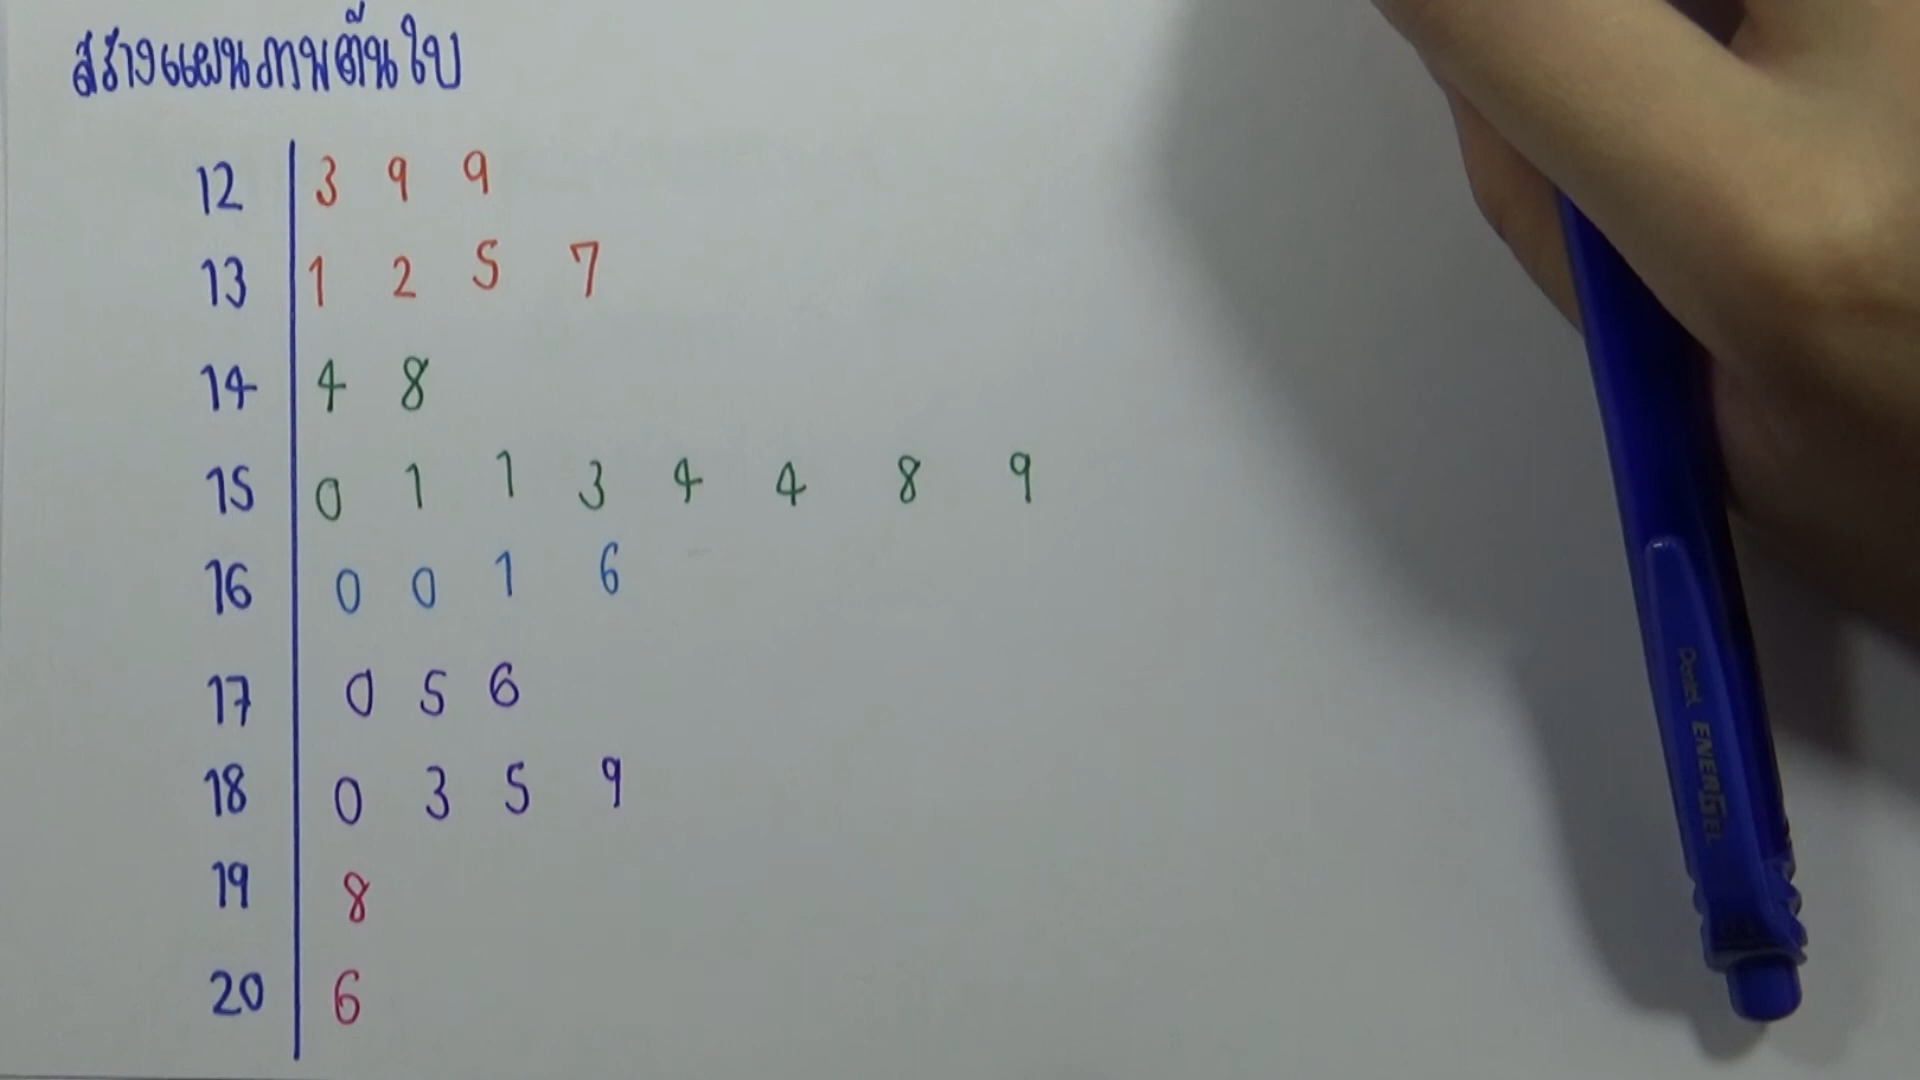 สร้างแผนภาพต้นใบ
12 | 3 9 9
13 | 1 2 5 7
14 | 4 8
15 | 0 1 1 3 4 4 8 9
16 | 0 0 1 6
17 | 0 5 6
18 | 0 3 5 9
19 | 8
20 | 6
Pentel ENERGEL